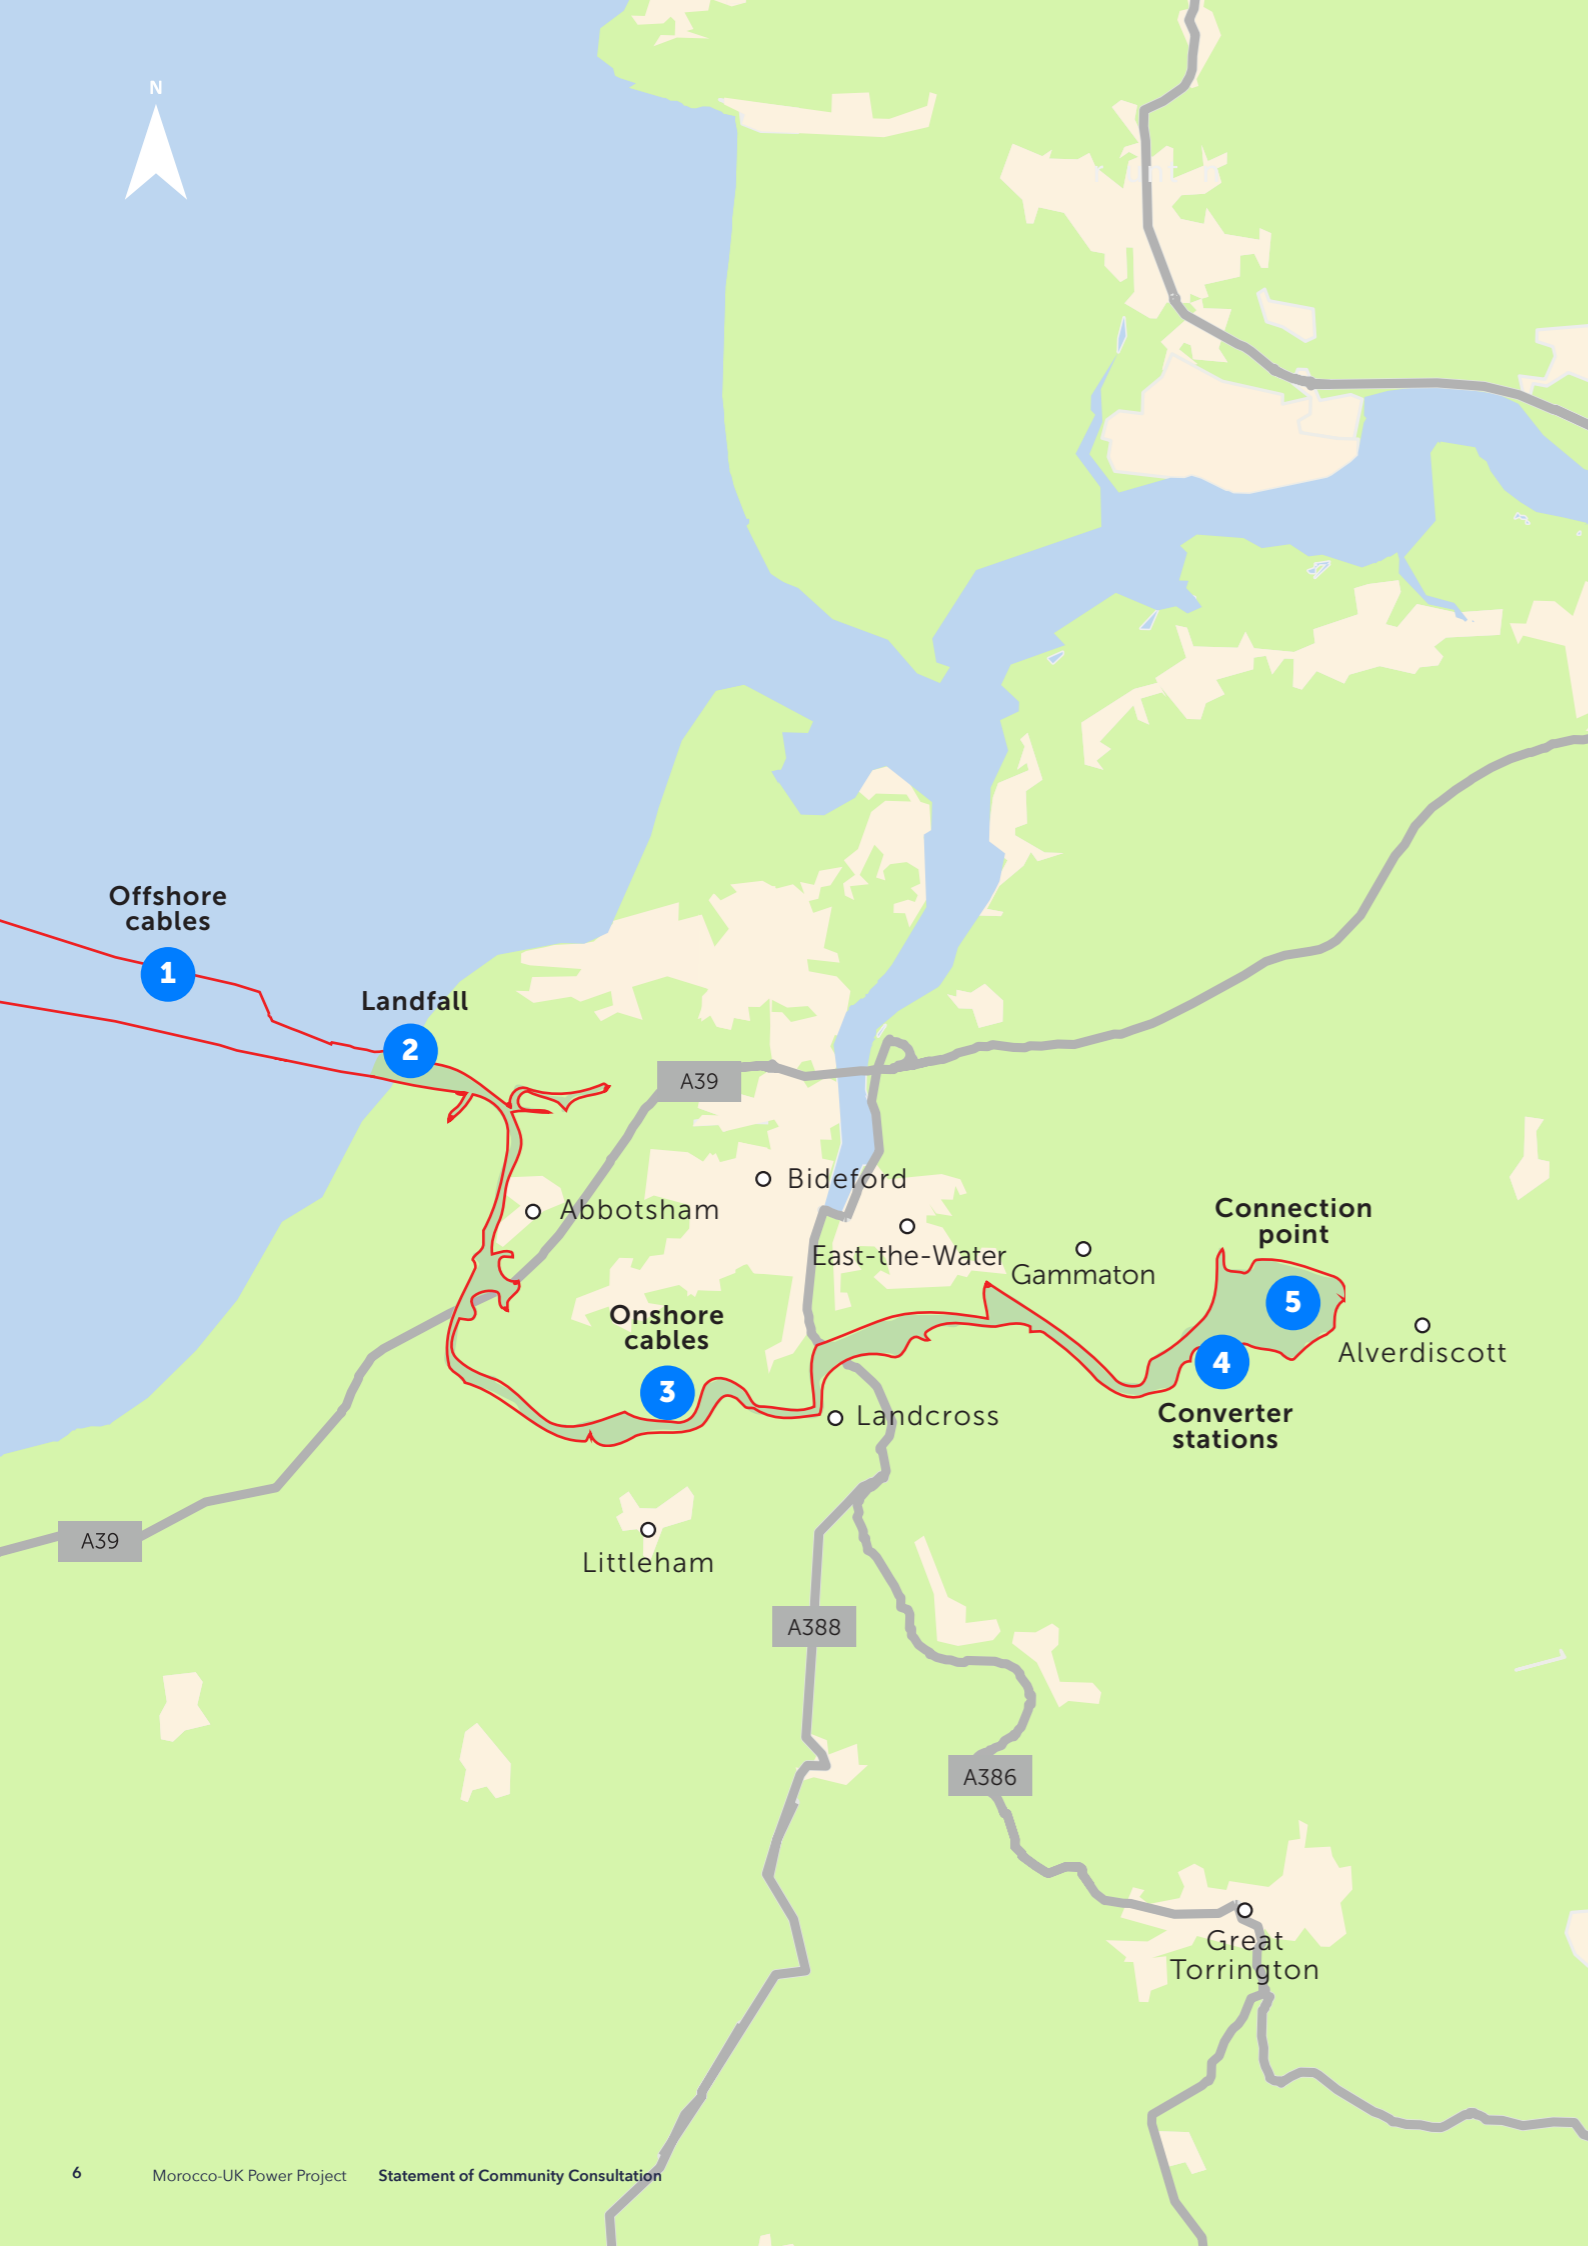 N
Offshore
cables
1
Landfall
2
A39
Bideford
Abbotsham
East-the-Water
Gammaton
Connection
point
5
4
Alverdiscott
Onshore
cables
3
Landcross
Converter
stations
A39
Littleham
A388
A386
Great
Torrington
6 Morocco-UK Power Project Statement of Community Consultation